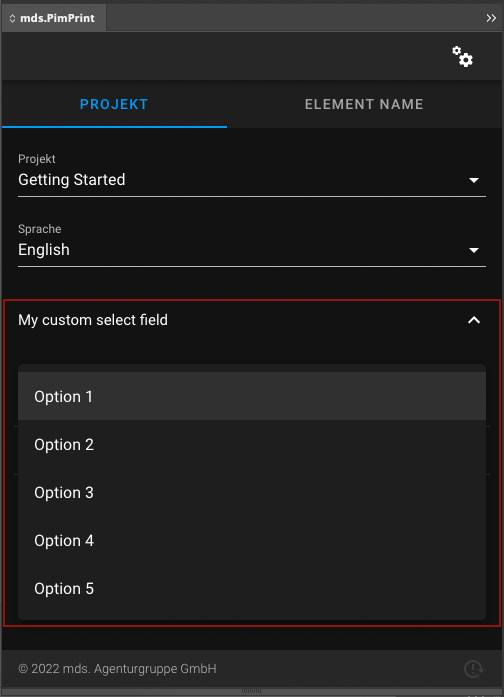 mds.PimPrint
PROJEKT
ELEMENT NAME
Projekt
Getting Started
Sprache
English
My custom select field
Option 1
Option 2
Option 3
Option 4
Option 5
© 2022 mds. Agenturgruppe GmbH